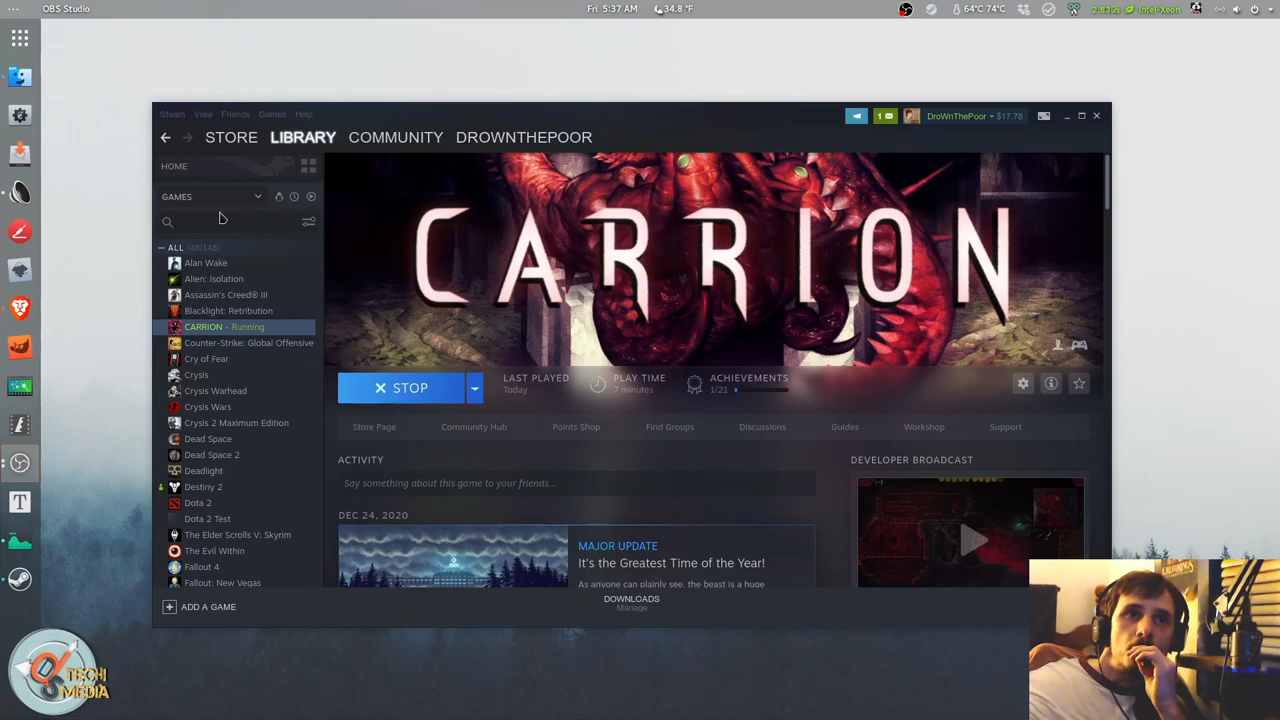 OBS Studio
Fri 5:37 AM
34.8 °F
64°C 74°C
Intel-Xeon
Steam View Friends Games Help
1
DroWnThePoor
$17.78
STORE LIBRARY COMMUNITY DROWNTHEPOOR
HOME
GAMES
ALL (48/148)
Alan Wake
Alien: Isolation
Assassin's Creed® III
Blacklight: Retribution
CARRION - Running
Counter-Strike: Global Offensive
Cry of Fear
Crysis
Crysis Warhead
Crysis Wars
Crysis 2 Maximum Edition
Dead Space
Dead Space 2
Deadlight
Destiny 2
Dota 2
Dota 2 Test
The Elder Scrolls V: Skyrim
The Evil Within
Fallout 4
Fallout: New Vegas
ADD A GAME
CARRION
STOP
LAST PLAYED
Today
PLAY TIME
7 minutes
ACHIEVEMENTS
1/21
Store Page Community Hub Points Shop Find Groups Discussions Guides Workshop Support
ACTIVITY
Say something about this game to your friends...
DEC 24, 2020
MAJOR UPDATE
It's the Greatest Time of the Year!
As anyone can plainly see, the beast is a huge
DEVELOPER BROADCAST
DOWNLOADS
Manage
TECH
MEDIA